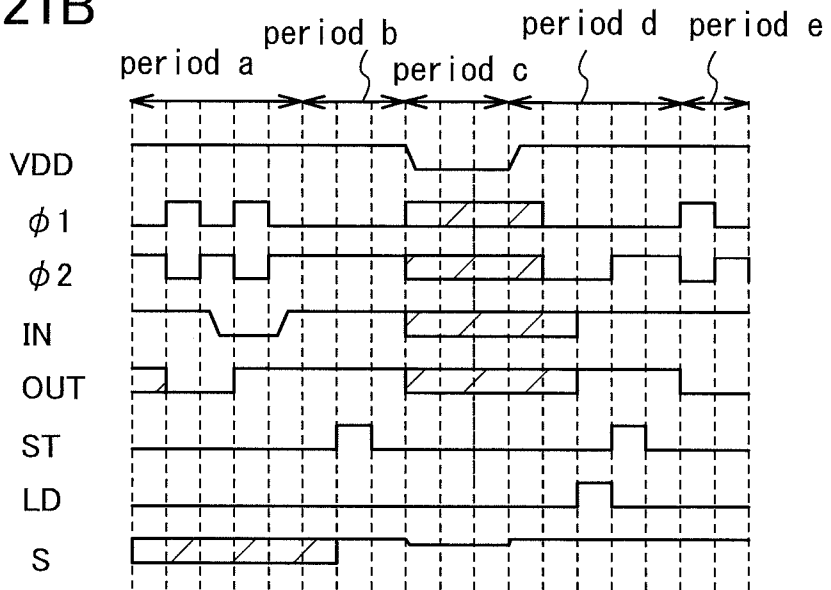 21B
period a
period b
period c
period d
period e
VDD
φ1
φ2
IN
OUT
ST
LD
S